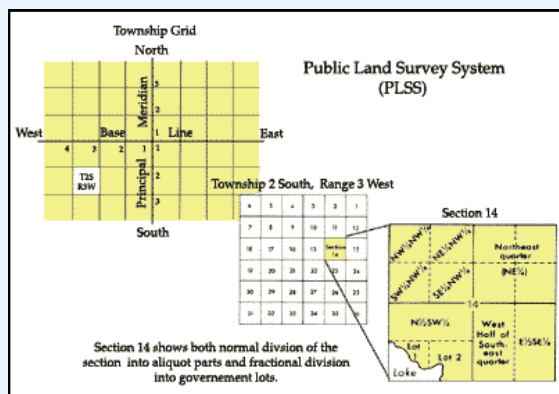 Township Grid
North
Public Land Survey System
(PLSS)
Meridian
3
2
1
West
Base
Line
East
4 3 2 1
T2S
R3W
Principal
1
2
3
South
Township 2 South, Range 3 West
6 5 4 3 2 1
7 8 9 10 11 12
18 17 16 15 Section 14 13
19 20 21 22 23 24
30 29 28 27 26 25
31 32 33 34 35 36
Section 14
NW¼NW¼
NE¼NW¼
Northeast
quarter
(NE¼)
SW¼NW¼
SE¼NW¼
14
N½SW¼
West
Half of
South-
east
quarter
E½SE¼
Lot
1
Lot 2
Lake
Section 14 shows both normal divsion of the
section into aliquot parts and fractional division
into governement lots.